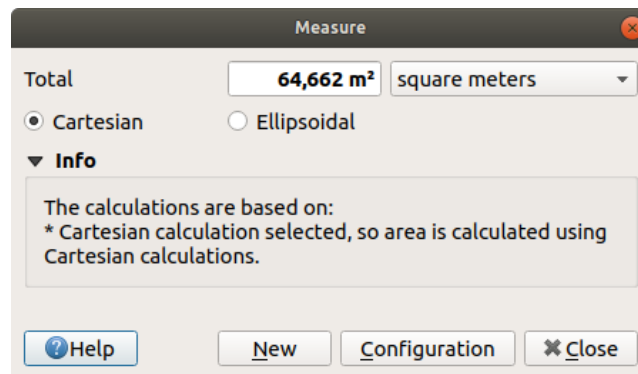 Measure
Total 64,662 m² square meters
Cartesian Ellipsoidal
Info
The calculations are based on:
* Cartesian calculation selected, so area is calculated using
Cartesian calculations.
Help New Configuration Close